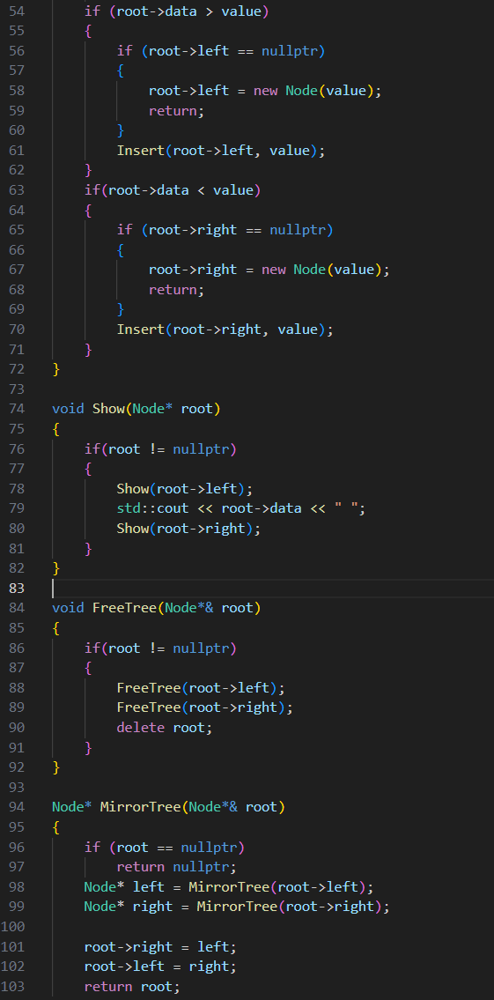 54 if (root->data > value)
55 {
56 if (root->left == nullptr)
57 {
58 root->left = new Node(value);
59 return;
60 }
61 Insert(root->left, value);
62 }
63 if(root->data < value)
64 {
65 if (root->right == nullptr)
66 {
67 root->right = new Node(value);
68 return;
69 }
70 Insert(root->right, value);
71 }
72 }
73
74 void Show(Node* root)
75 {
76 if(root != nullptr)
77 {
78 Show(root->left);
79 std::cout << root->data << " ";
80 Show(root->right);
81 }
82 }
83
84 void FreeTree(Node*& root)
85 {
86 if(root != nullptr)
87 {
88 FreeTree(root->left);
89 FreeTree(root->right);
90 delete root;
91 }
92 }
93
94 Node* MirrorTree(Node*& root)
95 {
96 if (root == nullptr)
97 return nullptr;
98 Node* left = MirrorTree(root->left);
99 Node* right = MirrorTree(root->right);
100
101 root->right = left;
102 root->left = right;
103 return root;